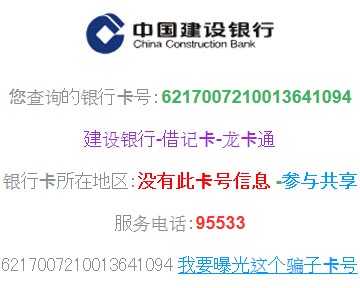 中国建设银行
China Construction Bank
您查询的银行卡号:6217007210013641094
建设银行-借记卡-龙卡通
银行卡所在地区:没有此卡号信息 -参与共享
服务电话:95533
6217007210013641094 我要曝光这个骗子卡号